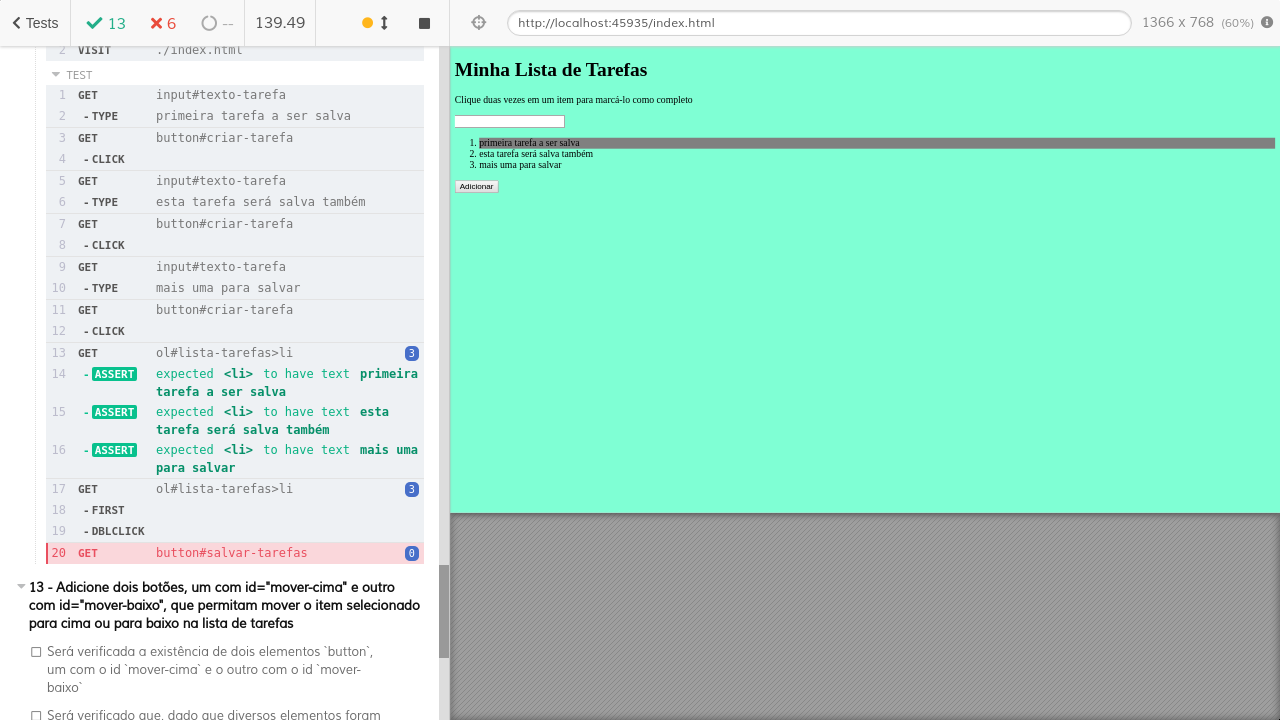 Tests 13 6 -- 139.49 http://localhost:45935/index.html 1366 x 768 (60%)
2 VISIT ./index.html
TEST
1 GET input#texto-tarefa
2 - TYPE primeira tarefa a ser salva
3 GET button#criar-tarefa
4 - CLICK
5 GET input#texto-tarefa
6 - TYPE esta tarefa será salva também
7 GET button#criar-tarefa
8 - CLICK
9 GET input#texto-tarefa
10 - TYPE mais uma para salvar
11 GET button#criar-tarefa
12 - CLICK
13 GET ol#lista-tarefas>li 3
14 - ASSERT expected <li> to have text primeira
tarefa a ser salva
15 - ASSERT expected <li> to have text esta
tarefa será salva também
16 - ASSERT expected <li> to have text mais uma
para salvar
17 GET ol#lista-tarefas>li 3
18 - FIRST
19 - DBLCLICK
20 GET button#salvar-tarefas 0
13 - Adicione dois botões, um com id="mover-cima" e outro
com id="mover-baixo", que permitam mover o item selecionado
para cima ou para baixo na lista de tarefas
Será verificada a existência de dois elementos `button`,
um com o id `mover-cima` e o outro com o id `mover-
baixo`
Será verificado que, dado que diversos elementos foram
Minha Lista de Tarefas
Clique duas vezes em um item para marcá-lo como completo
1. primeira tarefa a ser salva
2. esta tarefa será salva também
3. mais uma para salvar
Adicionar